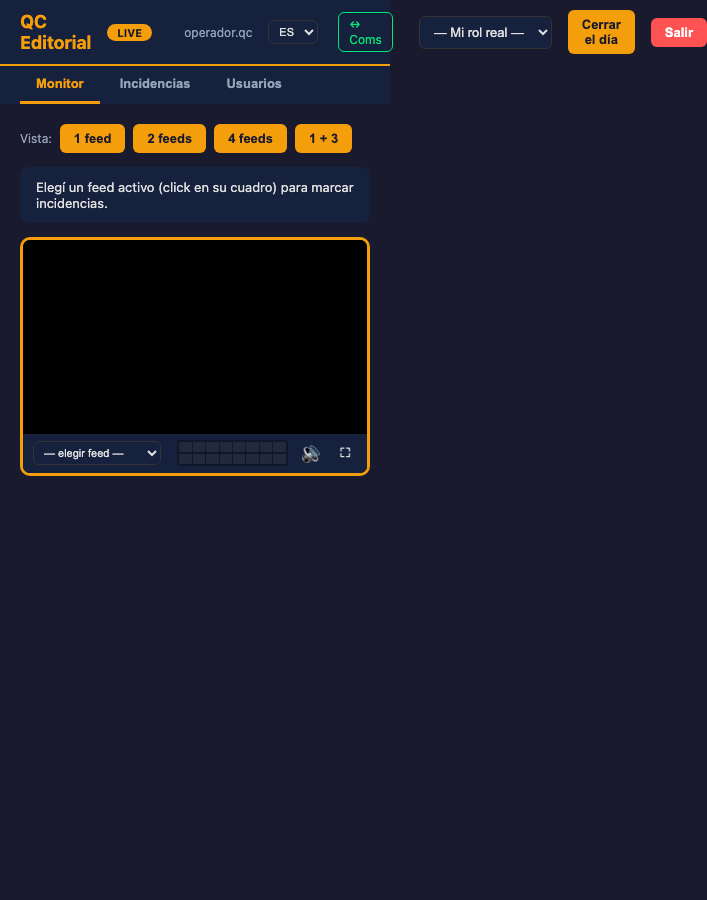 QC
Editorial
LIVE
operador.qc
ES
↔
Coms
— Mi rol real —
Cerrar
el día
Salir
Monitor
Incidencias
Usuarios
Vista:
1 feed
2 feeds
4 feeds
1 + 3
Elegí un feed activo (click en su cuadro) para marcar
incidencias.
— elegir feed —